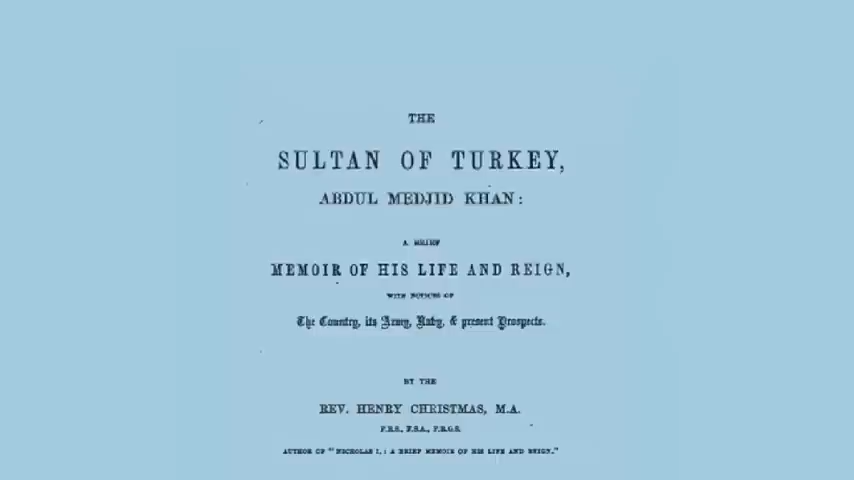 THE
SULTAN OF TURKEY,
ABDUL MEDJID KHAN:
A BRIEF
MEMOIR OF HIS LIFE AND REIGN,
WITH NOTICES OF
The Country, its Army, Navy, & present Prospects.
BY THE
REV. HENRY CHRISTMAS, M.A.
F.R.S., F.S.A., F.R.G.S.
AUTHOR OF "NICHOLAS I.: A BRIEF MEMOIR OF HIS LIFE AND REIGN."